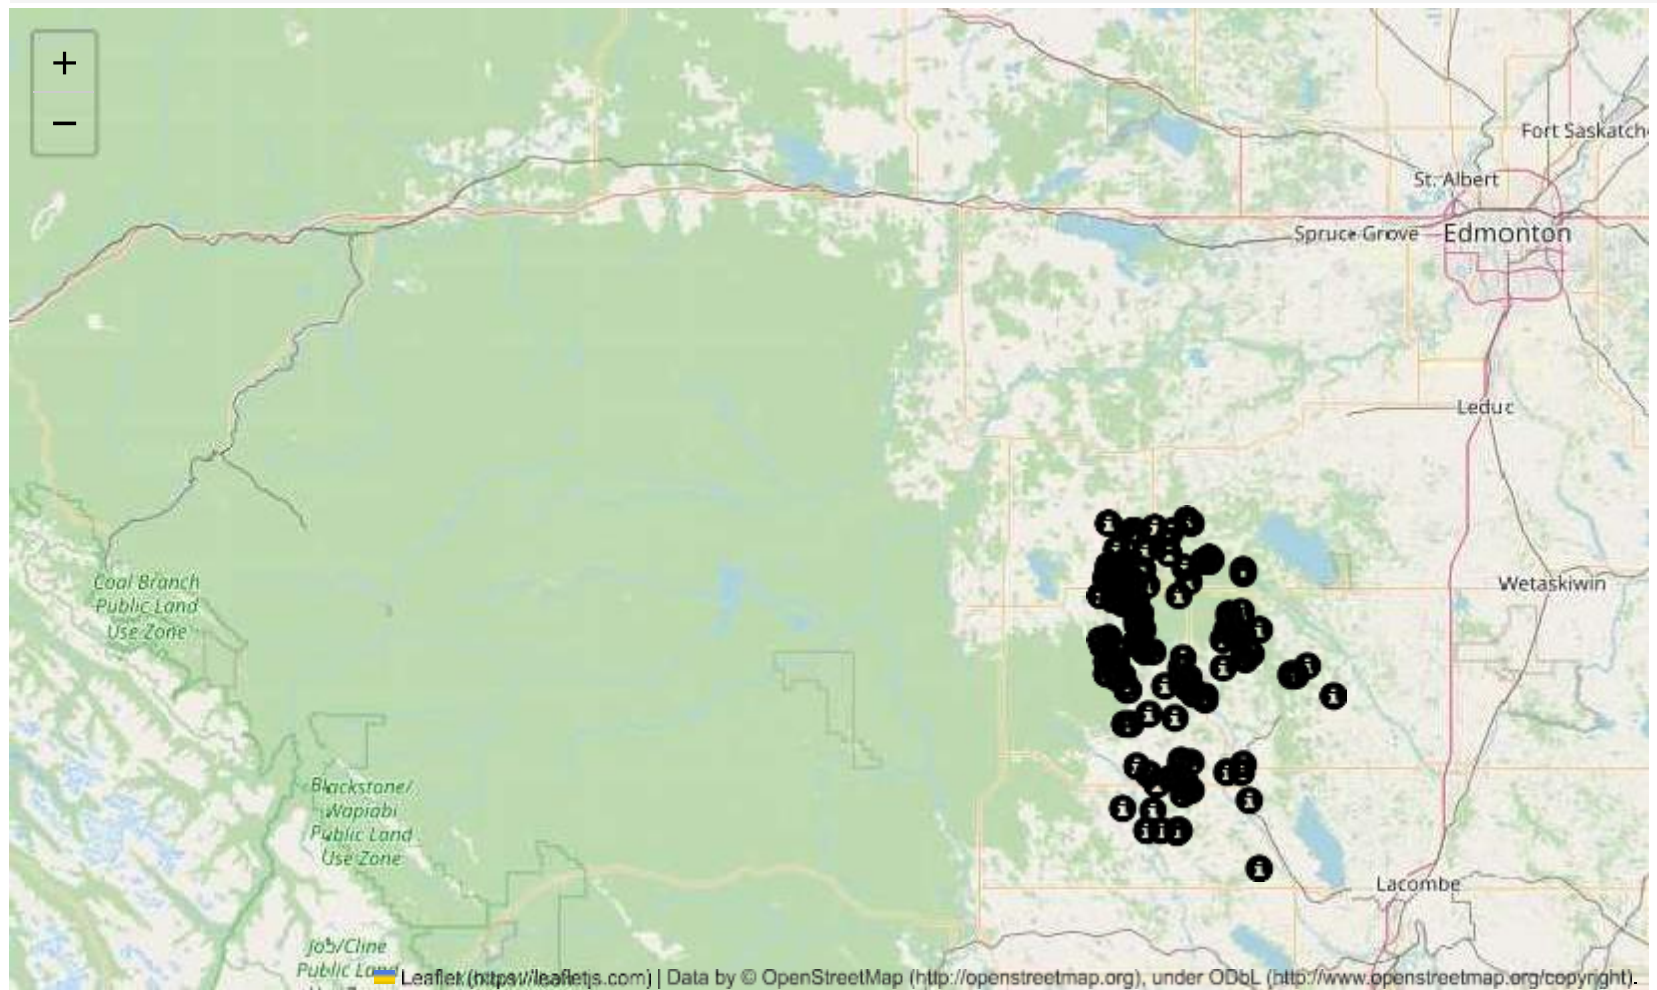 +
−
Fort Saskatch
St. Albert
Spruce Grove
Edmonton
Leduc
Coal Branch
Public Land
Use Zone
Wetaskiwin
Blackstone/
Wapiabi
Public Land
Use Zone
Lacombe
Job/Cline
Public Land
Leaflet (https://leafletjs.com) | Data by © OpenStreetMap (http://openstreetmap.org), under ODbL (http://www.openstreetmap.org/copyright).